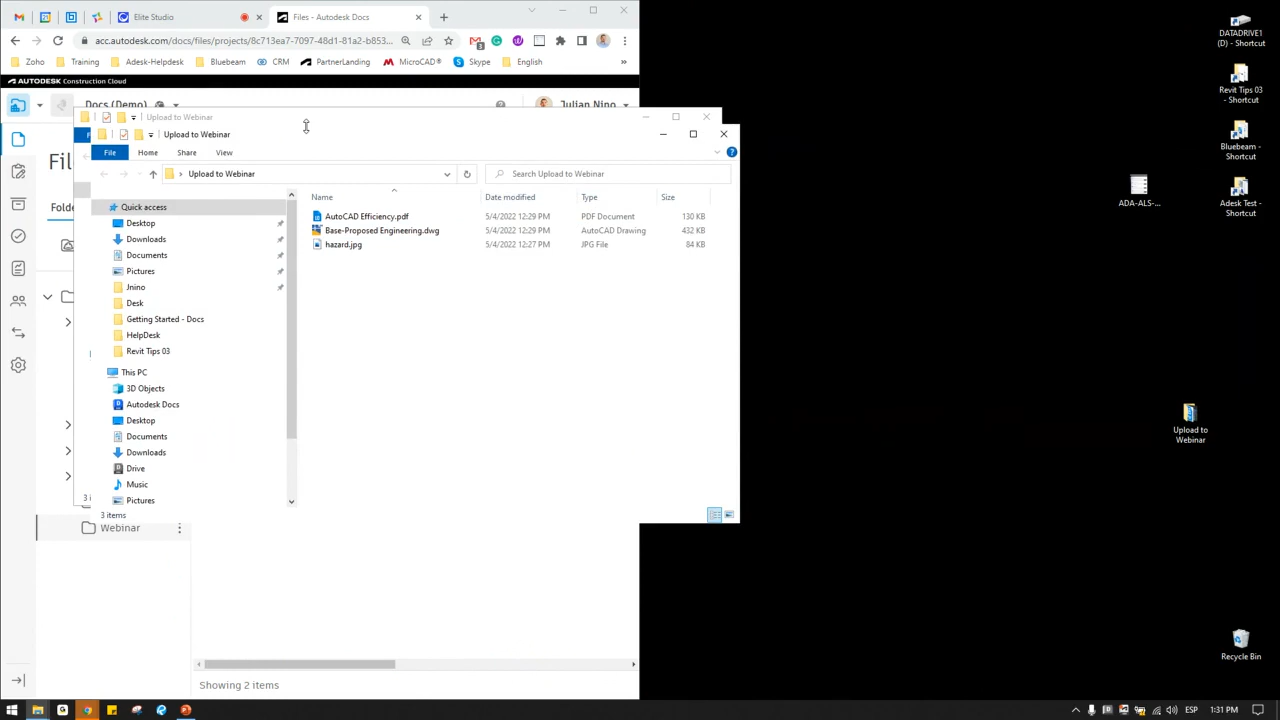 Elite Studio
Files - Autodesk Docs
acc.autodesk.com/docs/files/projects/8c713ea7-7097-48d1-81a2-b853...
Zoho
Training
Adesk-Helpdesk
Bluebeam
CRM
PartnerLanding
MicroCAD®
Skype
English
»
AUTODESK Construction Cloud
Docs (Demo)
Julian Nino
Upload to Webinar
Upload to Webinar
File
Home
Share
View
Upload to Webinar
Search Upload to Webinar
Name
Date modified
Type
Size
AutoCAD Efficiency.pdf
5/4/2022 12:29 PM
PDF Document
130 KB
Base-Proposed Engineering.dwg
5/4/2022 12:29 PM
AutoCAD Drawing
432 KB
hazard.jpg
5/4/2022 12:27 PM
JPG File
84 KB
Quick access
Desktop
Downloads
Documents
Pictures
Jnino
Desk
Getting Started - Docs
HelpDesk
Revit Tips 03
This PC
3D Objects
Autodesk Docs
Desktop
Documents
Downloads
Drive
Music
Pictures
3 items
3 i
Fi
Folde
Webinar
Showing 2 items
DATADRIVE1
(D) - Shortcut
Revit Tips 03
- Shortcut
Bluebeam -
Shortcut
Adesk Test -
Shortcut
ADA-ALS-...
Upload to
Webinar
Recycle Bin
ESP
1:31 PM